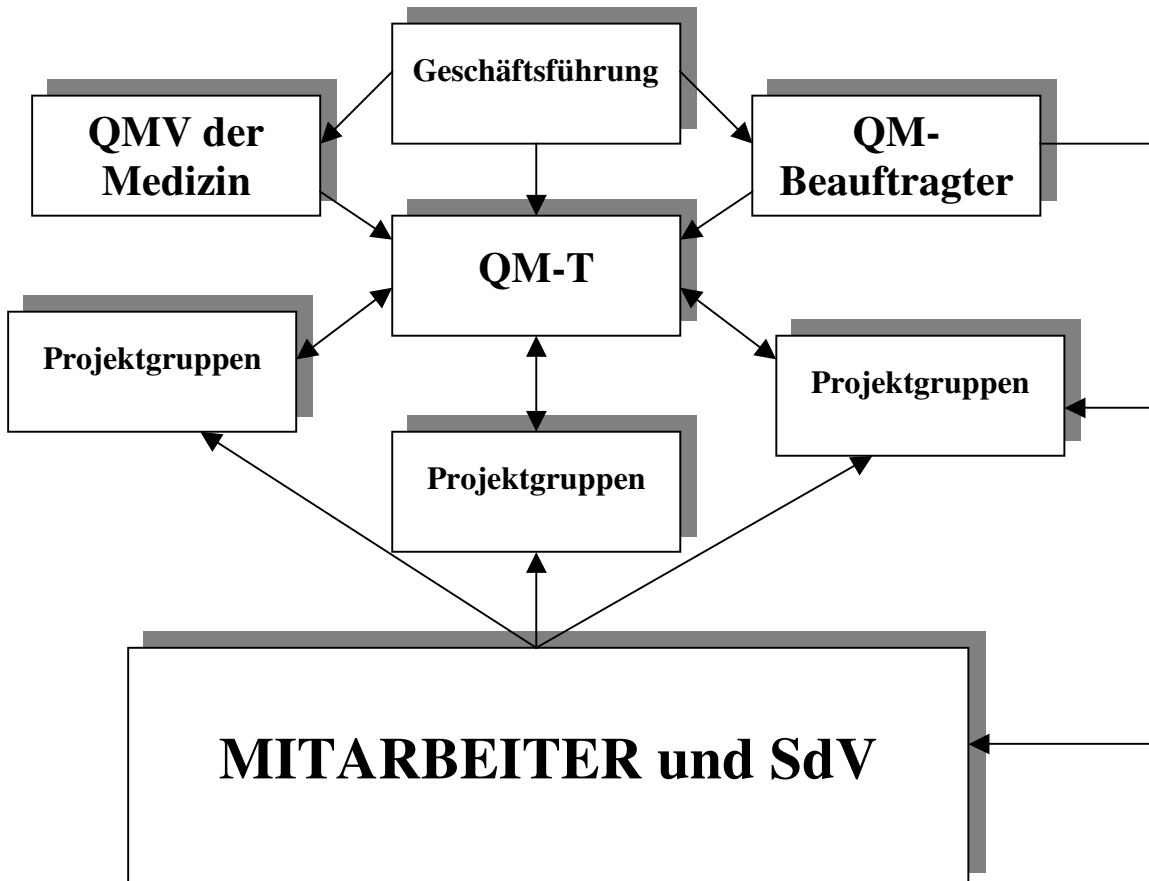 Geschäftsführung
QMV der
Medizin
QM-
Beauftragter
QM-T
Projektgruppen
Projektgruppen
Projektgruppen
MITARBEITER und SdV